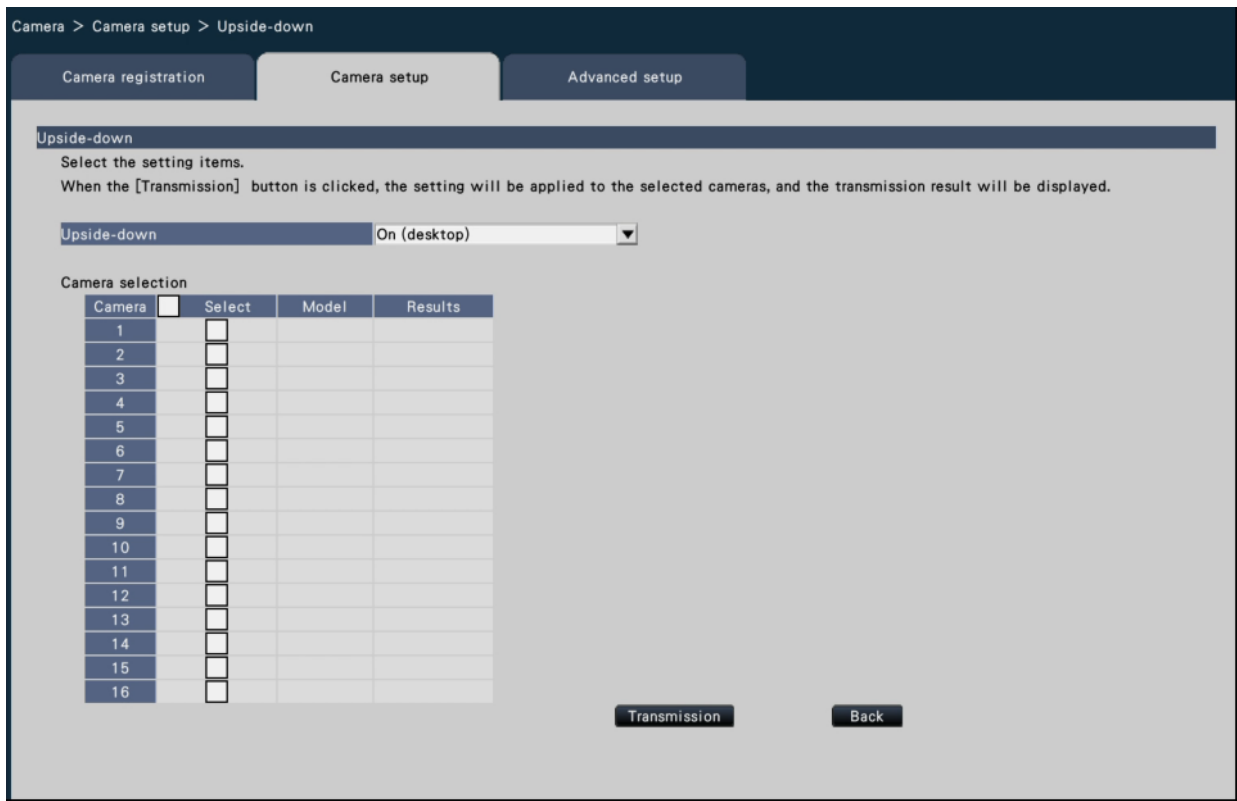 Camera > Camera setup > Upside-down
Camera registration Camera setup Advanced setup
Upside-down
Select the setting items.
When the [Transmission] button is clicked, the setting will be applied to the selected cameras, and the transmission result will be displayed.
Upside-down On (desktop)
Camera selection
Camera Select Model Results
1
2
3
4
5
6
7
8
9
10
11
12
13
14
15
16
Transmission Back